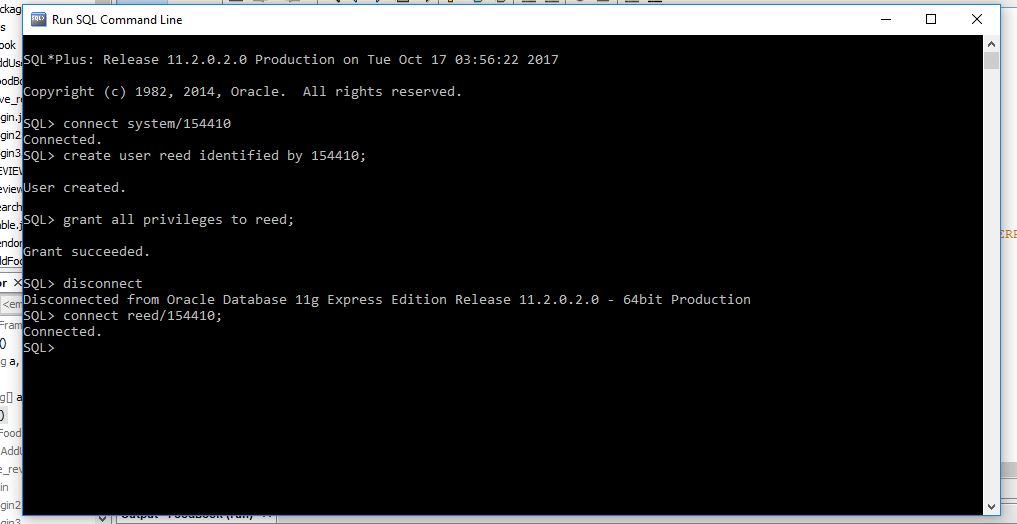 Run SQL Command Line
SQL*Plus: Release 11.2.0.2.0 Production on Tue Oct 17 03:56:22 2017
Copyright (c) 1982, 2014, Oracle.  All rights reserved.
SQL> connect system/154410
Connected.
SQL> create user reed identified by 154410;
User created.
SQL> grant all privileges to reed;
Grant succeeded.
SQL> disconnect
Disconnected from Oracle Database 11g Express Edition Release 11.2.0.2.0 - 64bit Production
SQL> connect reed/154410;
Connected.
SQL>